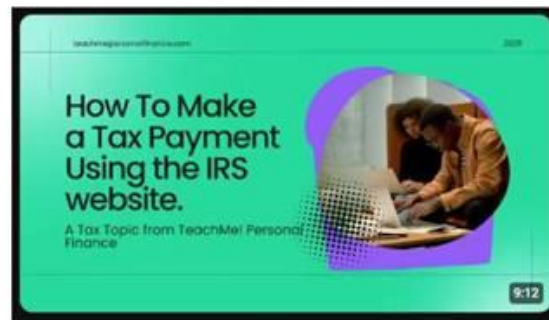 teachmepersonalfinance.com
2025
How To Make
a Tax Payment
Using the IRS
website.
A Tax Topic from TeachMe! Personal
Finance
9:12